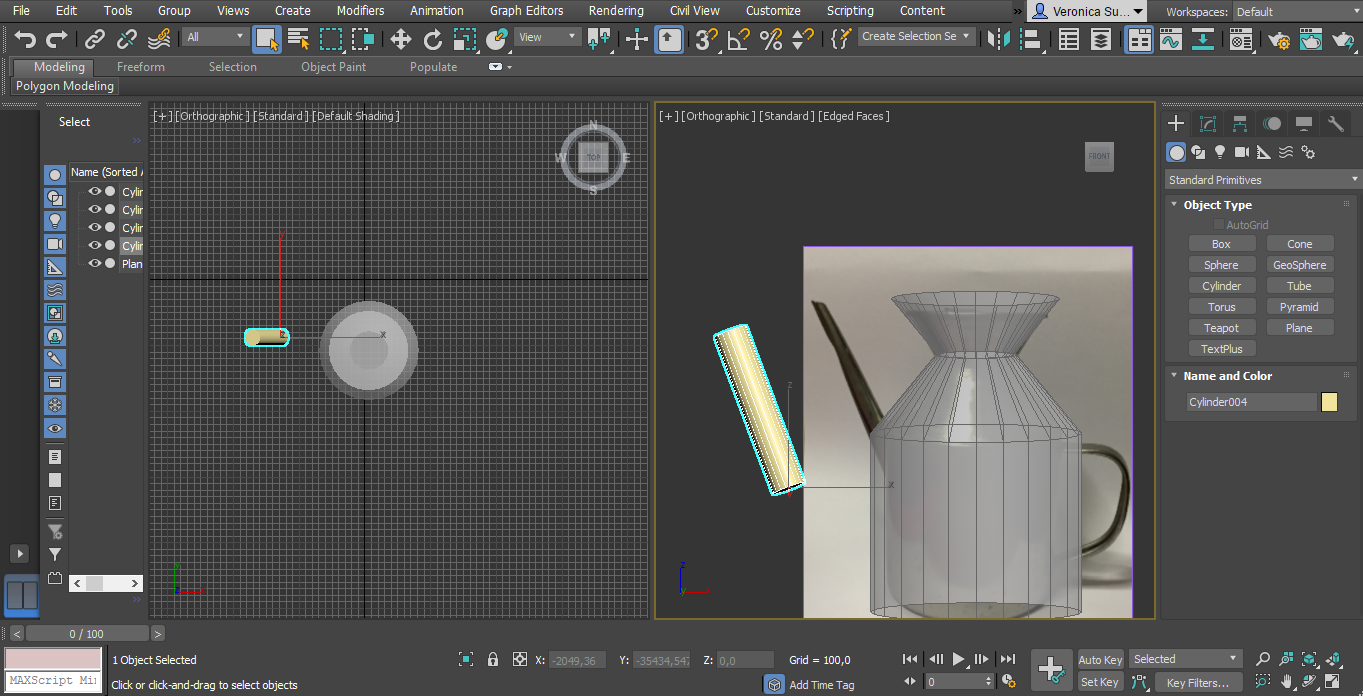 File Edit Tools Group Views Create Modifiers Animation Graph Editors Rendering Civil View Customize Scripting Content Veronica Su... Workspaces: Default
All View Create Selection Se
Modeling Freeform Selection Object Paint Populate
Polygon Modeling
Select
Name (Sorted A
Cylin
Cylin
Cylin
Cylin
Plan
[+] [Orthographic] [Standard] [Default Shading]
N
W TOP E
S
y
x
y
z x
[+] [Orthographic] [Standard] [Edged Faces]
FRONT
z
x
z
y x
Standard Primitives
Object Type
AutoGrid
Box Cone
Sphere GeoSphere
Cylinder Tube
Torus Pyramid
Teapot Plane
TextPlus
Name and Color
Cylinder004
< 0 / 100 >
1 Object Selected X: -2049,36 Y: -35434,547 Z: 0,0 Grid = 100,0 Auto Key Selected
MAXScript Mi
Click or click-and-drag to select objects Add Time Tag 0 Set Key Key Filters...